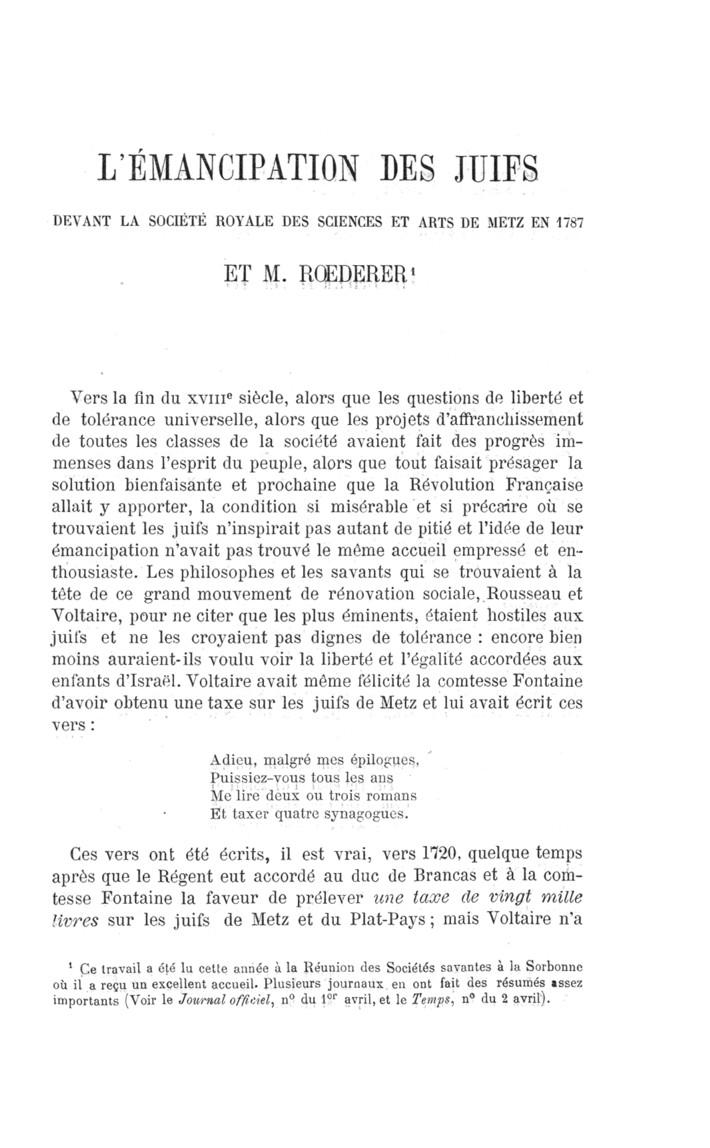 L'ÉMANCIPATION DES JUIFS
DEVANT LA SOCIÉTÉ ROYALE DES SCIENCES ET ARTS DE METZ EN 1787
ET M. RŒDERER¹
Vers la fin du XVIIIᵉ siècle, alors que les questions de liberté et
de tolérance universelle, alors que les projets d'affranchissement
de toutes les classes de la société avaient fait des progrès im-
menses dans l'esprit du peuple, alors que tout faisait présager la
solution bienfaisante et prochaine que la Révolution Française
allait y apporter, la condition si misérable et si précaire où se
trouvaient les juifs n'inspirait pas autant de pitié et l'idée de leur
émancipation n'avait pas trouvé le même accueil empressé et en-
thousiaste. Les philosophes et les savants qui se trouvaient à la
tête de ce grand mouvement de rénovation sociale, Rousseau et
Voltaire, pour ne citer que les plus éminents, étaient hostiles aux
juifs et ne les croyaient pas dignes de tolérance : encore bien
moins auraient-ils voulu voir la liberté et l'égalité accordées aux
enfants d'Israël. Voltaire avait même félicité la comtesse Fontaine
d'avoir obtenu une taxe sur les juifs de Metz et lui avait écrit ces
vers :
Adieu, malgré mes épilogues,
Puissiez-vous tous les ans
Me lire deux ou trois romans
Et taxer quatre synagogues.
Ces vers ont été écrits, il est vrai, vers 1720, quelque temps
après que le Régent eut accordé au duc de Brancas et à la com-
tesse Fontaine la faveur de prélever une taxe de vingt mille
livres sur les juifs de Metz et du Plat-Pays ; mais Voltaire n'a
¹ Ce travail a été lu cette année à la Réunion des Sociétés savantes à la Sorbonne
où il a reçu un excellent accueil. Plusieurs journaux en ont fait des résumés assez
importants (Voir le Journal officiel, nº du 1ᵉʳ avril, et le Temps, nº du 2 avril).